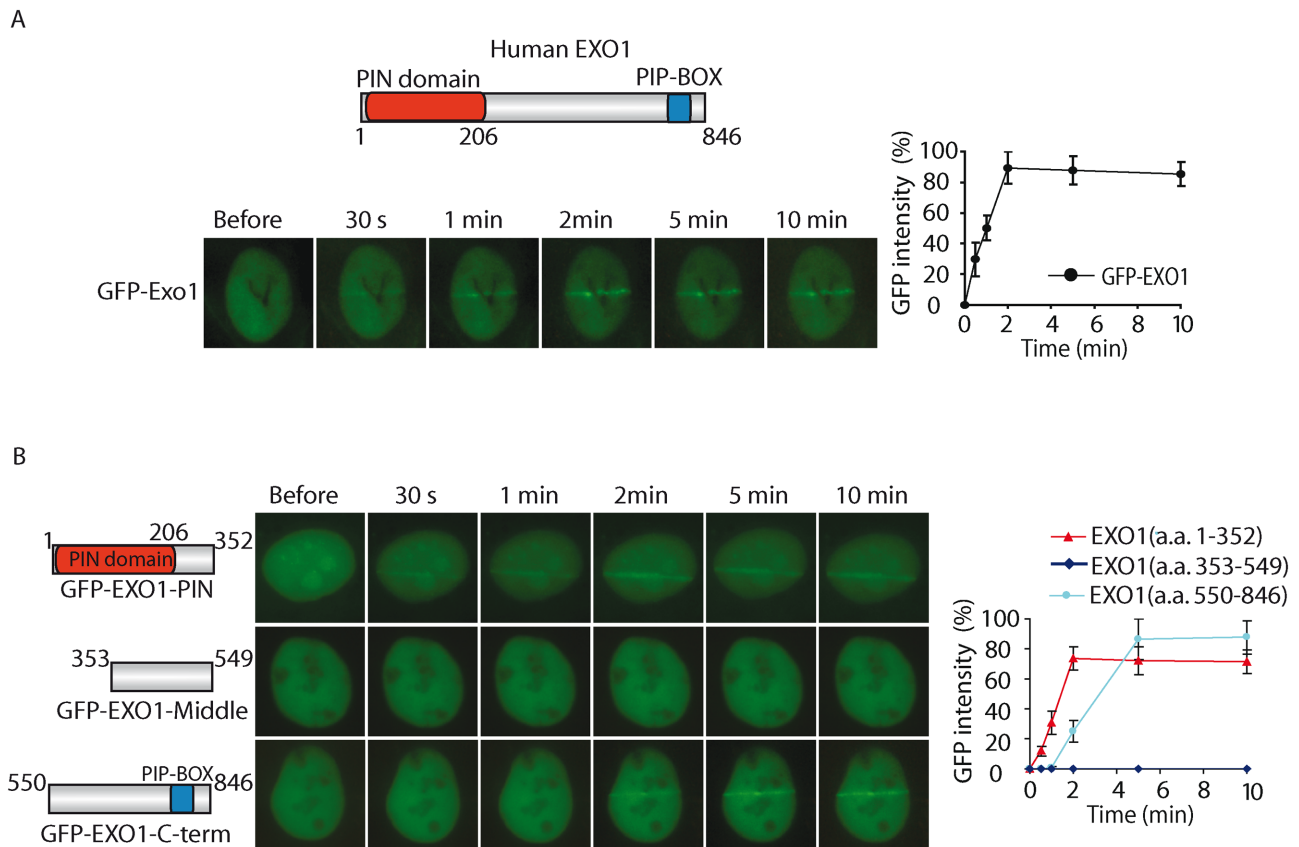 A
Human EXO1
PIN domain
PIP-BOX
1
206
846
Before 30 s 1 min 2min 5 min 10 min
GFP-Exo1
GFP intensity (%)
100
80
60
40
20
0
GFP-EXO1
0 2 4 6 8 10
Time (min)
B
Before 30 s 1 min 2min 5 min 10 min
1
206
352
PIN domain
GFP-EXO1-PIN
353
549
GFP-EXO1-Middle
550
PIP-BOX
846
GFP-EXO1-C-term
EXO1(a.a. 1-352)
EXO1(a.a. 353-549)
EXO1(a.a. 550-846)
GFP intensity (%)
100
80
60
40
20
0
0 2 4 6 8 10
Time (min)